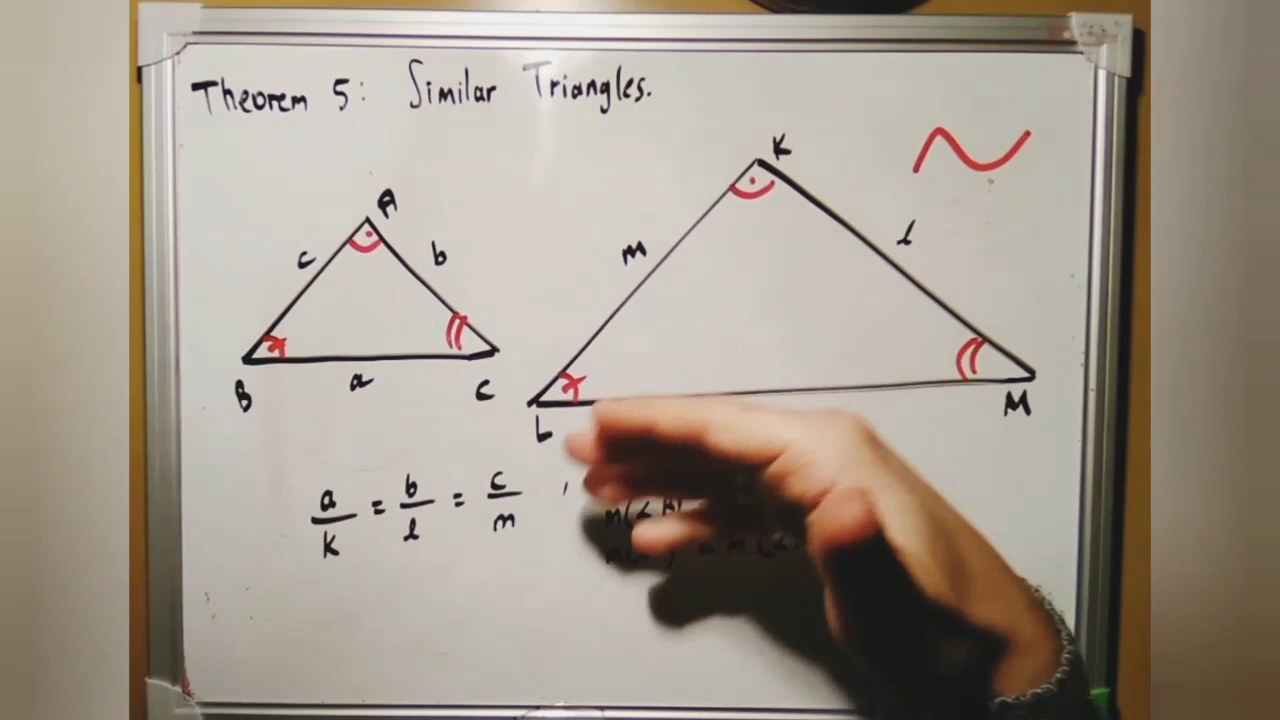 Theorem 5: Similar Triangles.
K
A
c
b
m
l
B
a
C
L
M
a/k = b/l = c/m ,
m(∠B)